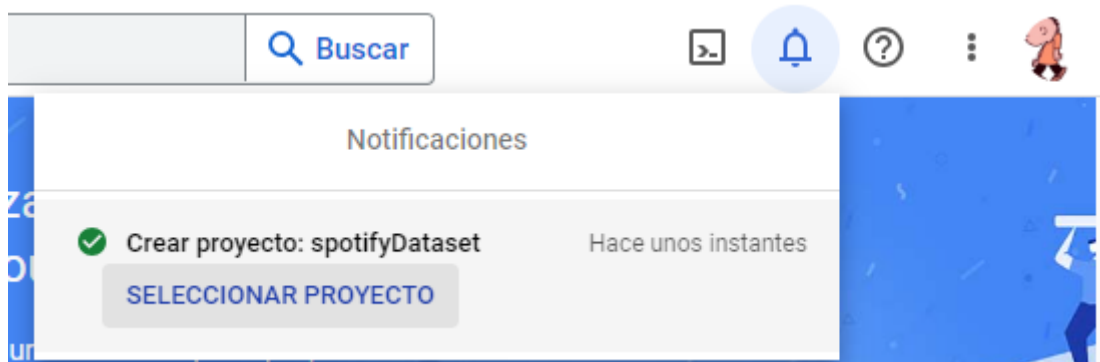 Buscar
Notificaciones
Crear proyecto: spotifyDataset Hace unos instantes
SELECCIONAR PROYECTO